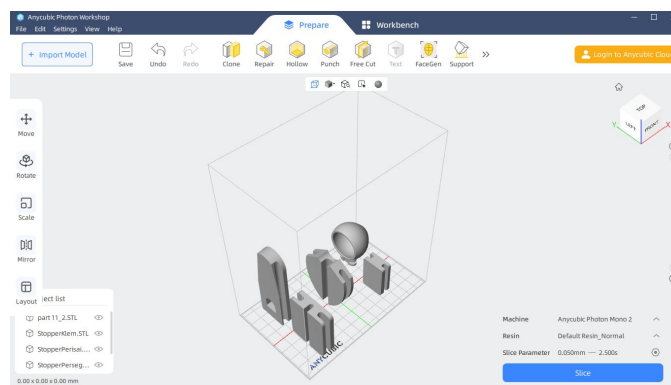 Anycubic Photon Workshop
File Edit Settings View Help
Prepare
Workbench
+ Import Model
Save Undo Redo Clone Repair Hollow Punch Free Cut Text FaceGen Support
Login to Anycubic Clou
Move
Rotate
Scale
Mirror
Layout
ject list
part 11_2.STL
StopperKlem.STL
StopperPerisai....
StopperPerseg...
0.00 x 0.00 x 0.00 mm
TOP
LEFT
FRONT
Y
X
ANYCUBIC
Machine Anycubic Photon Mono 2
Resin Default Resin_Normal
Slice Parameter 0.050mm — 2.500s
Slice